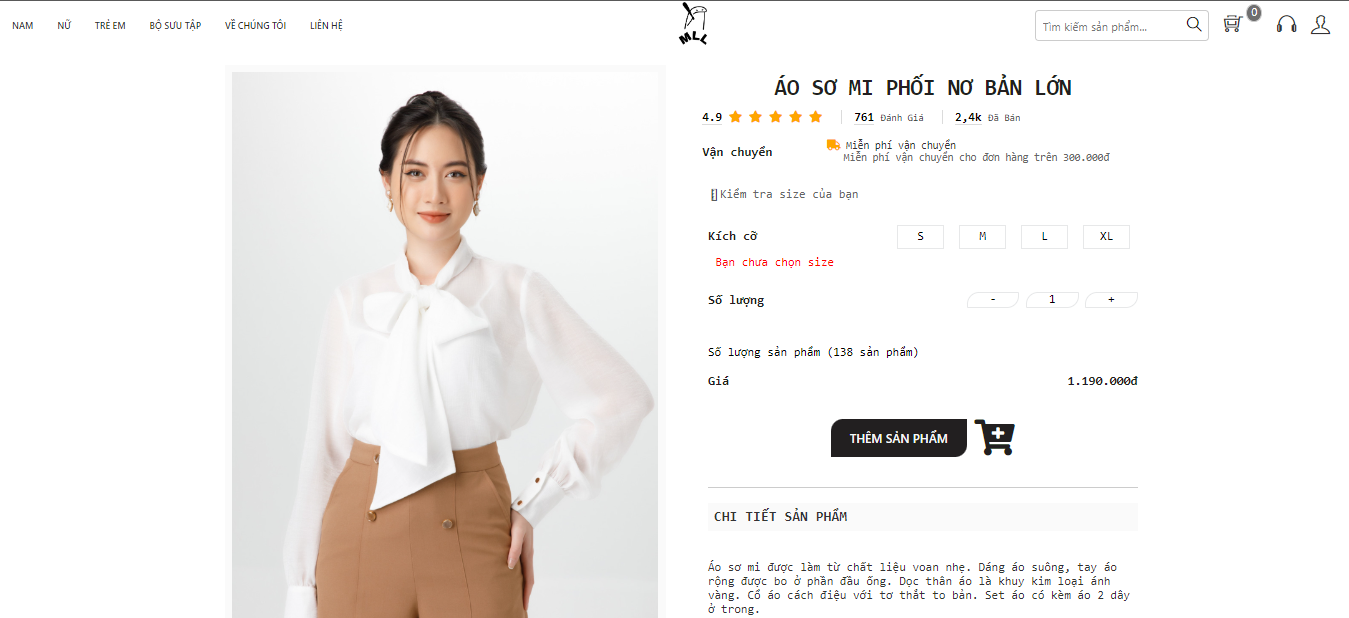 NAM NỮ TRẺ EM BỘ SƯU TẬP VỀ CHÚNG TÔI LIÊN HỆ
MLL
Tìm kiếm sản phẩm...
0
ÁO SƠ MI PHỐI NƠ BẢN LỚN
4.9 761 Đánh Giá 2,4k Đã Bán
Vận chuyển
Miễn phí vận chuyển
Miễn phí vận chuyển cho đơn hàng trên 300.000đ
Kiểm tra size của bạn
Kích cỡ S M L XL
Bạn chưa chọn size
Số lượng - 1 +
Số lượng sản phẩm (138 sản phẩm)
Giá 1.190.000đ
THÊM SẢN PHẨM
CHI TIẾT SẢN PHẨM
Áo sơ mi được làm từ chất liệu voan nhẹ. Dáng áo suông, tay áo
rộng được bo ở phần đầu ống. Dọc thân áo là khuy kim loại ánh
vàng. Cổ áo cách điệu với tơ thắt to bản. Set áo có kèm áo 2 dây
ở trong.